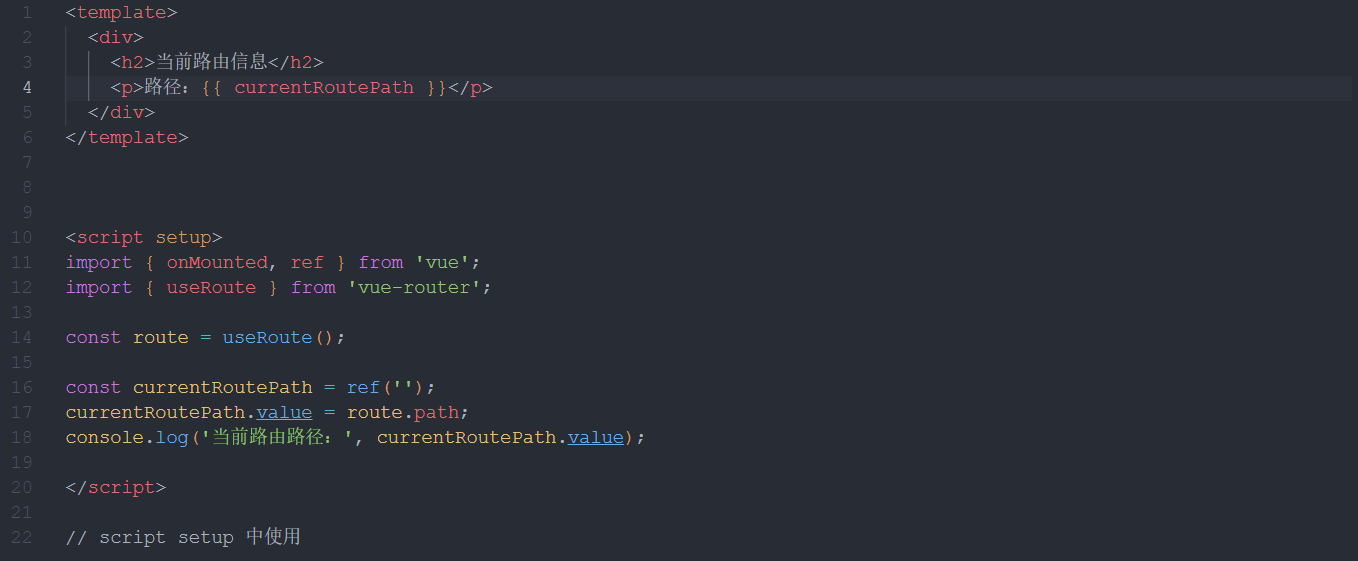 1 <template>
2   <div>
3     <h2>当前路由信息</h2>
4     <p>路径：{{ currentRoutePath }}</p>
5   </div>
6 </template>
7
8
9
10 <script setup>
11 import { onMounted, ref } from 'vue';
12 import { useRoute } from 'vue-router';
13
14 const route = useRoute();
15
16 const currentRoutePath = ref('');
17 currentRoutePath.value = route.path;
18 console.log('当前路由路径：', currentRoutePath.value);
19
20 </script>
21
22 // script setup 中使用